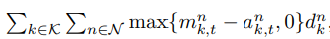 ∑_{k∈𝒦} ∑_{n∈𝒩} max{m^n_{k,t} − a^n_{k,t}, 0}d^n_k.